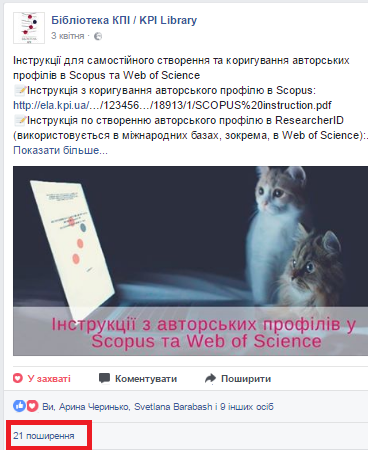 Бібліотека КПІ / KPI Library
3 квітня ·
Інструкції для самостійного створення та коригування авторських
профілів в Scopus та Web of Science
📝Інструкція з коригування авторського профілю в Scopus:
http://ela.kpi.ua/…/123456…/18913/1/SCOPUS%20instruction.pdf
📝Інструкція по створенню авторського профілю в ResearcherID
(використовується в міжнародних базах, зокрема, в Web of Science):..
Показати більше...
Інструкції з авторських профілів у
Scopus та Web of Science
У захваті Коментувати Поширити
Ви, Арина Черинько, Svetlana Barabash і 9 інших осіб
21 поширення